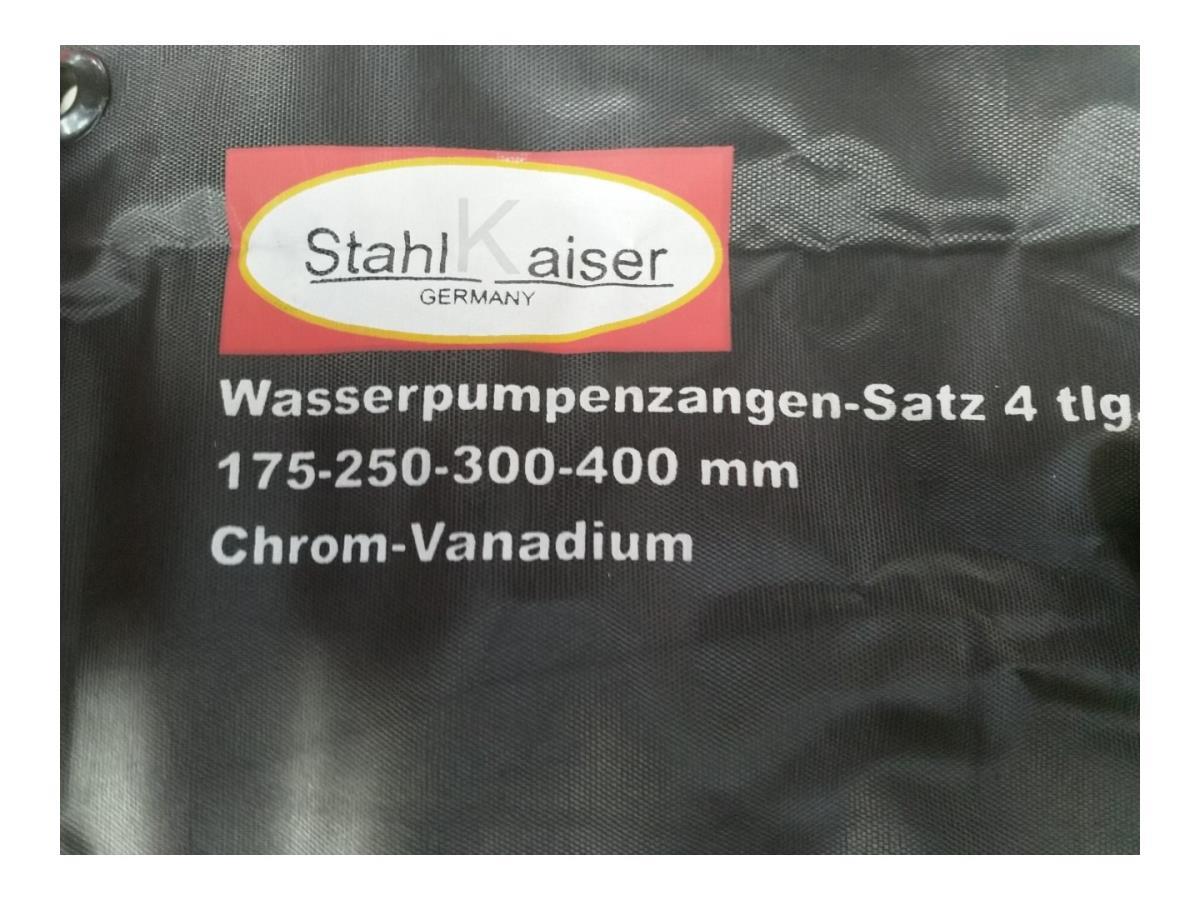 StahlKaiser
GERMANY
Wasserpumpenzangen-Satz 4 tlg.
175-250-300-400 mm
Chrom-Vanadium